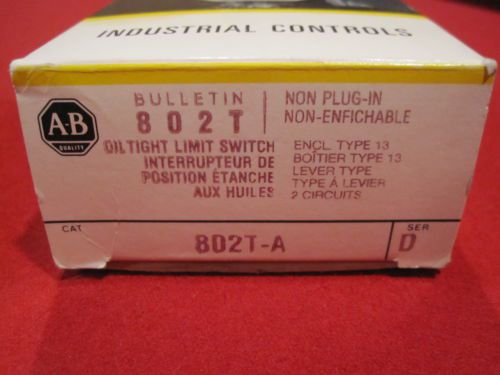 INDUSTRIAL CONTROLS
A-B
QUALITY
BULLETIN
802T
OILTIGHT LIMIT SWITCH
INTERRUPTEUR DE
POSITION ÉTANCHE
AUX HUILES
NON PLUG-IN
NON-ENFICHABLE
ENCL. TYPE 13
BOÎTIER TYPE 13
LEVER TYPE
TYPE À LEVIER
2 CIRCUITS
CAT
802T-A
SER
D